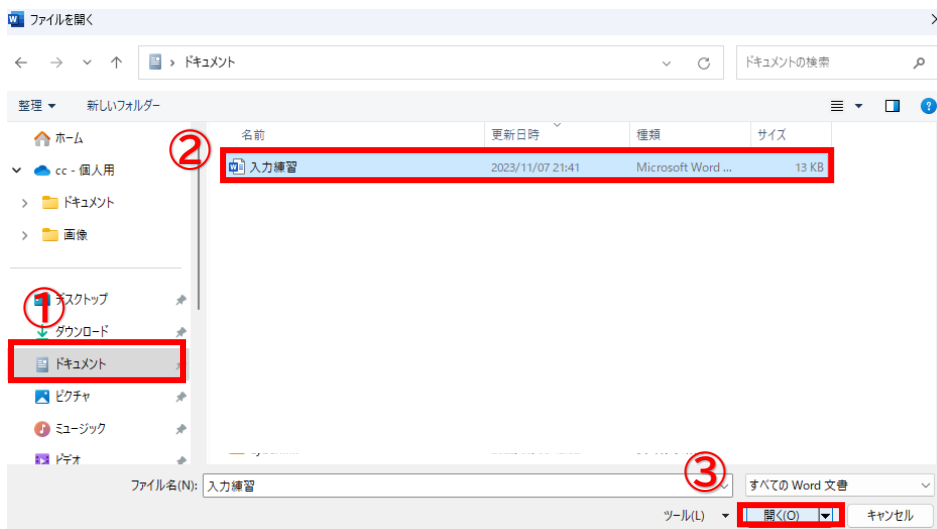 ファイルを開く
ドキュメント
ドキュメントの検索
整理
新しいフォルダー
名前
更新日時
種類
サイズ
ホーム
②
入力練習
2023/11/07 21:41
Microsoft Word ...
13 KB
cc - 個人用
ドキュメント
画像
①
デスクトップ
ダウンロード
ドキュメント
ピクチャ
ミュージック
ビデオ
③
ファイル名(N):
入力練習
すべての Word 文書
ツール(L)
開く(O)
キャンセル